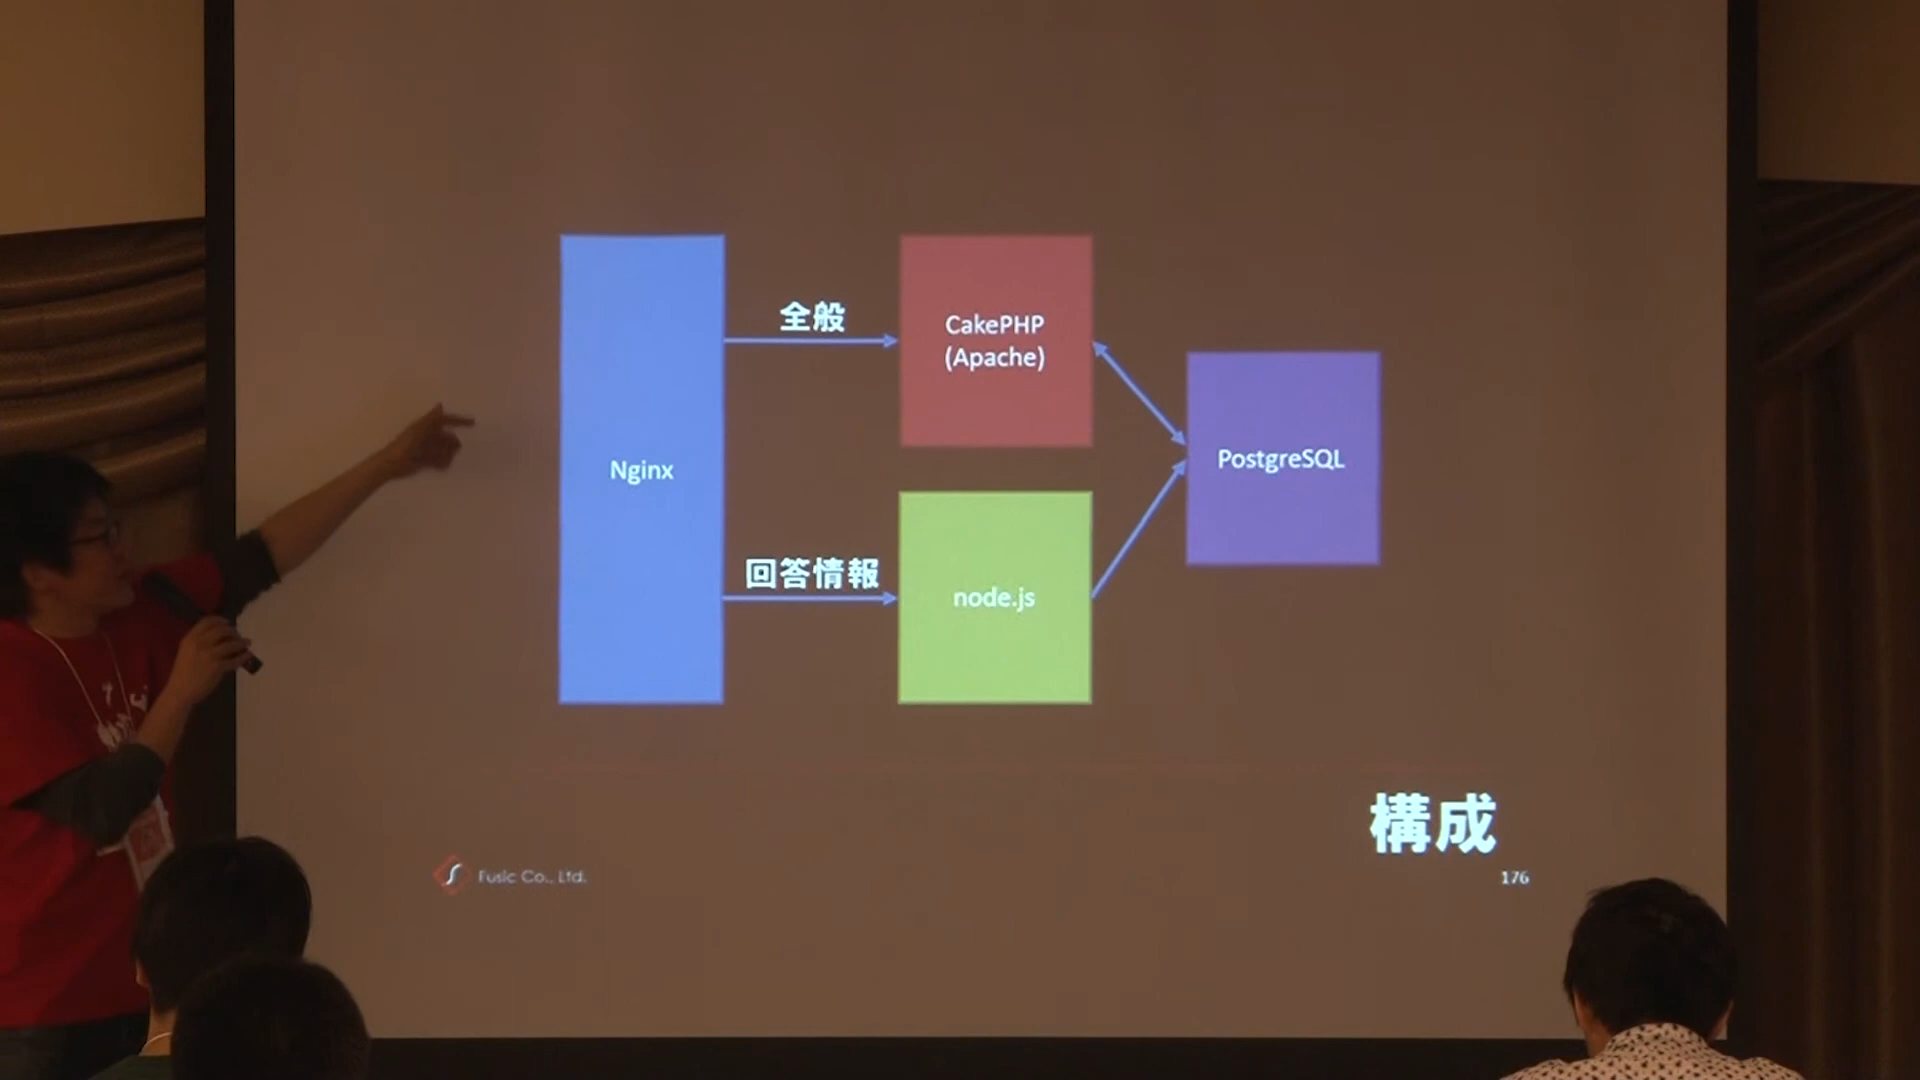 全般
CakePHP
(Apache)
PostgreSQL
Nginx
回答情報
node.js
構成
Fusic Co., Ltd.
176